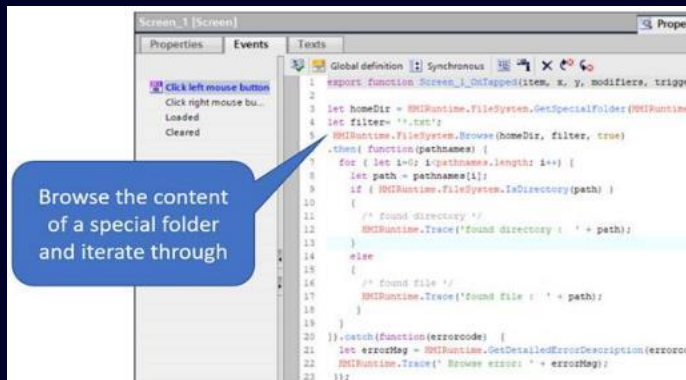 Screen_1 [Screen]
Prope
Properties Events Texts
Global definition Synchronous
Click left mouse button
Click right mouse bu...
Loaded
Cleared
Browse the content
of a special folder
and iterate through
1 export function Screen_1_OnTapped(item, x, y, modifiers, trigge
2
3 let homeDir = HMIRuntime.FileSystem.GetSpecialFolder(HMIRuntime
4 let filter= '*.txt';
5 HMIRuntime.FileSystem.Browse(homeDir, filter, true)
6 .then( function(pathnames) {
7 for ( let i=0; i<pathnames.length; i++) {
8 let path = pathnames[i];
9 if ( HMIRuntime.FileSystem.IsDirectory(path) )
10 {
11 /* found directory */
12 HMIRuntime.Trace('found directory : ' + path);
13 }
14 else
15 {
16 /* found file */
17 HMIRuntime.Trace('found file : ' + path);
18 }
19 }
20 }).catch(function(errorcode) {
21 let errorMsg = HMIRuntime.GetDetailedErrorDescription(errorco
22 HMIRuntime.Trace(' Browse error: ' + errorMsg);
23 });